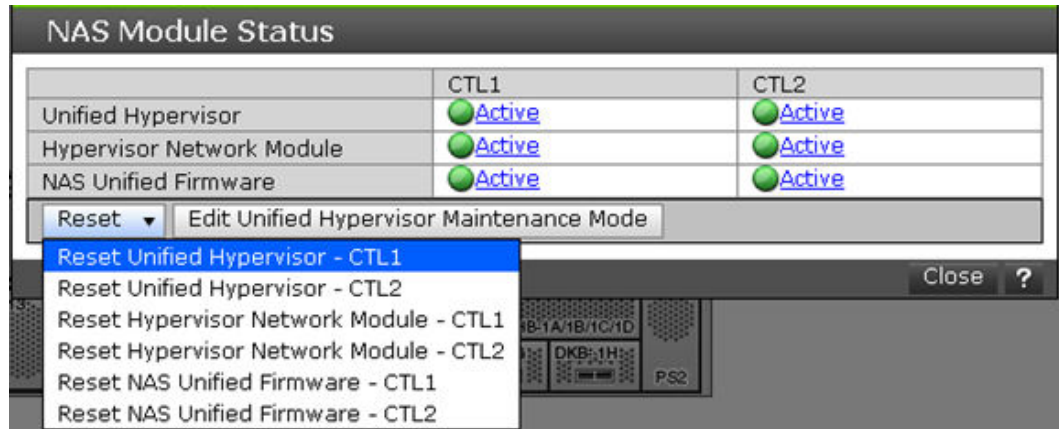 NAS Module Status
CTL1 CTL2
Unified Hypervisor Active Active
Hypervisor Network Module Active Active
NAS Unified Firmware Active Active
Reset Edit Unified Hypervisor Maintenance Mode
Reset Unified Hypervisor - CTL1
Close ?
Reset Unified Hypervisor - CTL2
Reset Hypervisor Network Module - CTL1
Reset Hypervisor Network Module - CTL2
DKB-1H
Reset NAS Unified Firmware - CTL1
PS2
Reset NAS Unified Firmware - CTL2